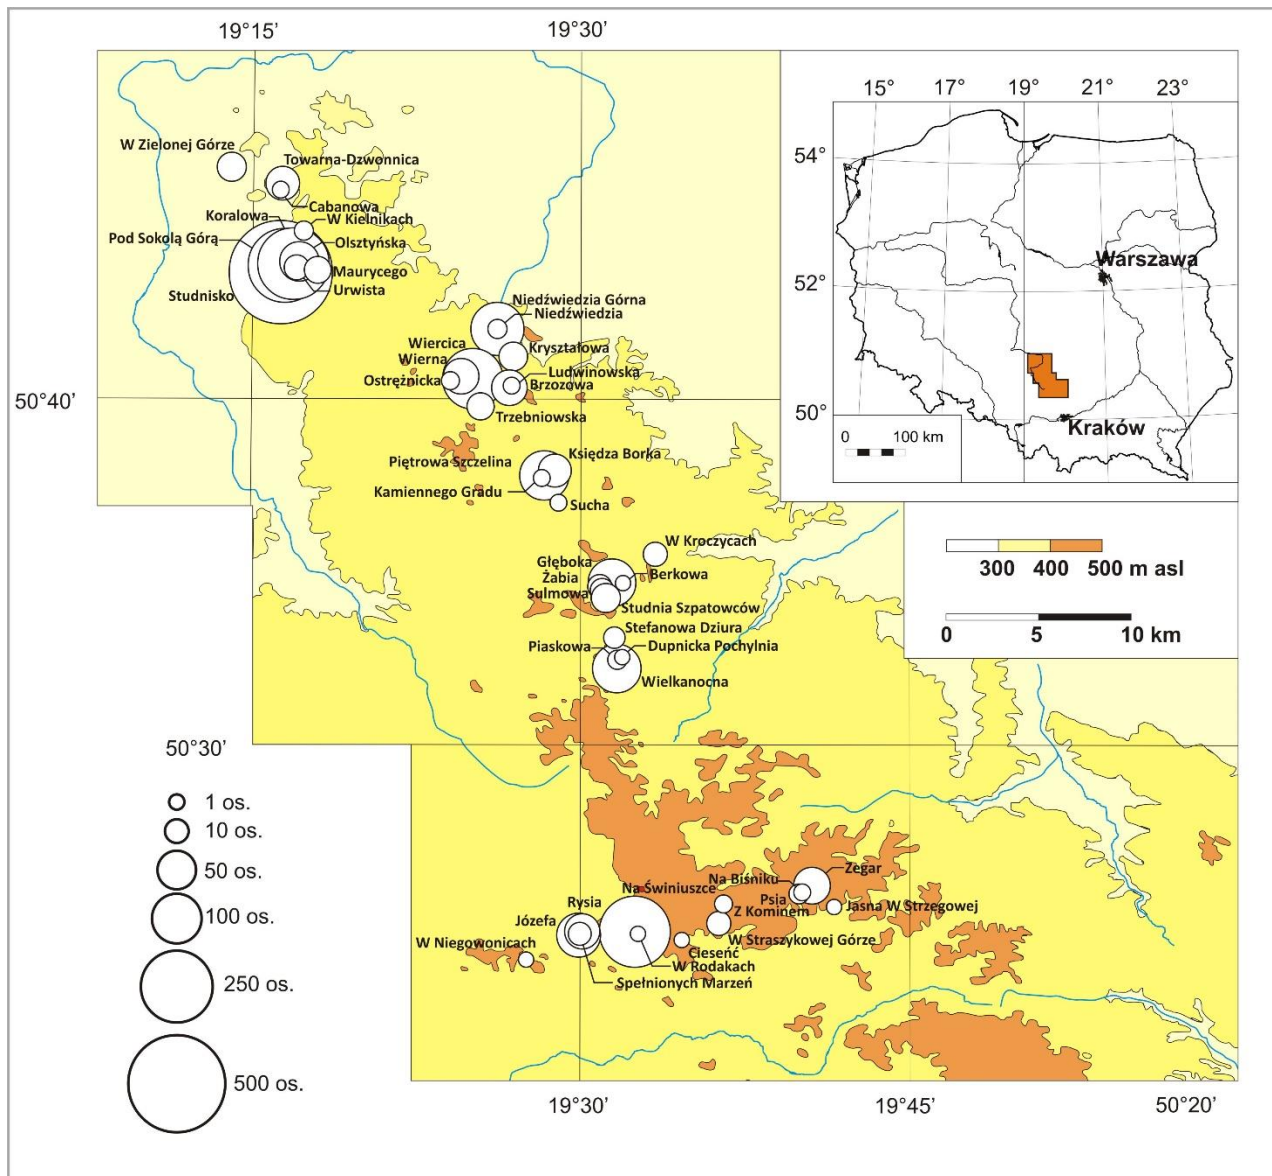 19°15’
19°30’
15°
17°
19°
21°
23°
54°
52°
50°
Warszawa
Kraków
0
100 km
W Zielonej Górze
Towarna-Dzwonnica
Cabanowa
Koralowa
W Kielnikach
Pod Sokolą Górą
Olsztyńska
Maurycego
Studnisko
Urwista
Niedźwiedzia Górna
Niedźwiedzia
Wiercica
Kryształowa
Wierna
Ludwinowska
Ostrężnicka
Brzozowa
50°40’
Trzebniowska
Księdza Borka
Piętrowa Szczelina
Kamiennego Gradu
Sucha
W Kroczycach
Głęboka
Berkowa
Żabia
Sulmowa
Studnia Szpatowców
Stefanowa Dziura
Piaskowa
Dupnicka Pochylnia
Wielkanocna
300
400
500 m asl
0
5
10 km
50°30’
1 os.
10 os.
50 os.
100 os.
250 os.
500 os.
Zegar
Na Biśniku
Na Świniuszce
Psia
Jasna W Strzegowej
Rysia
Z Kominem
Józefa
W Straszykowej Górze
W Niegowonicach
Ciesenć
W Rodakach
Spełnionych Marzeń
19°30’
19°45’
50°20’